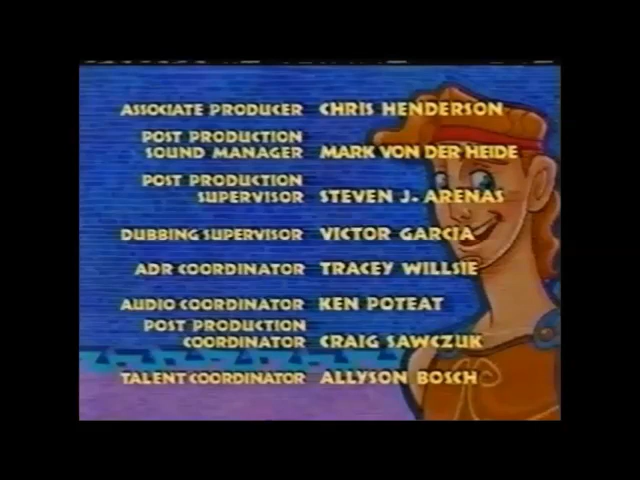 ASSOCIATE PRODUCER CHRIS HENDERSON
POST PRODUCTION
SOUND MANAGER MARK VON DER HEIDE
POST PRODUCTION
SUPERVISOR STEVEN J. ARENAS
DUBBING SUPERVISOR VICTOR GARCIA
ADR COORDINATOR TRACEY WILLSIE
AUDIO COORDINATOR KEN POTEAT
POST PRODUCTION
COORDINATOR CRAIG SAWCZUK
TALENT COORDINATOR ALLYSON BOSCH